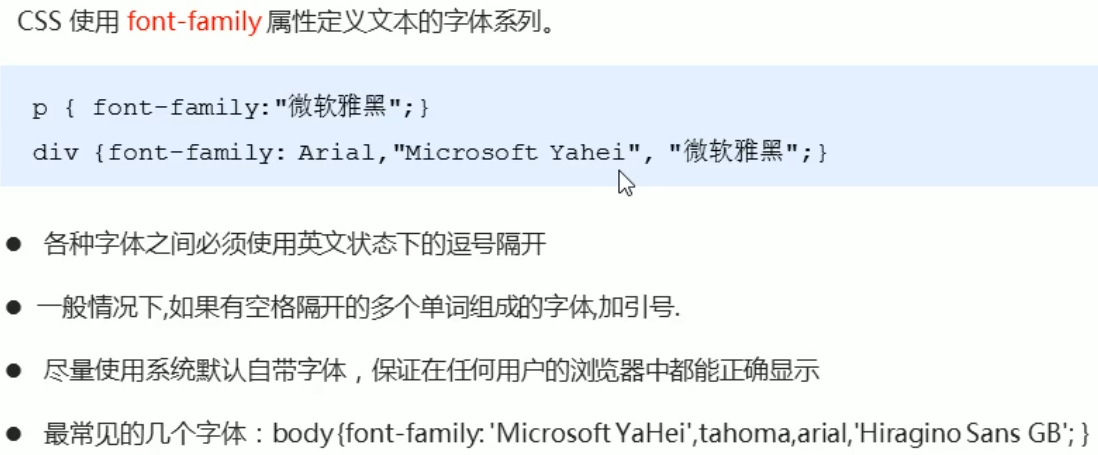 CSS 使用 font-family 属性定义文本的字体系列。
p { font-family:"微软雅黑";}
div {font-family: Arial,"Microsoft Yahei", "微软雅黑";}
● 各种字体之间必须使用英文状态下的逗号隔开
● 一般情况下,如果有空格隔开的多个单词组成的字体,加引号.
● 尽量使用系统默认自带字体，保证在任何用户的浏览器中都能正确显示
● 最常见的几个字体：body{font-family: 'Microsoft YaHei',tahoma,arial,'Hiragino Sans GB'; }